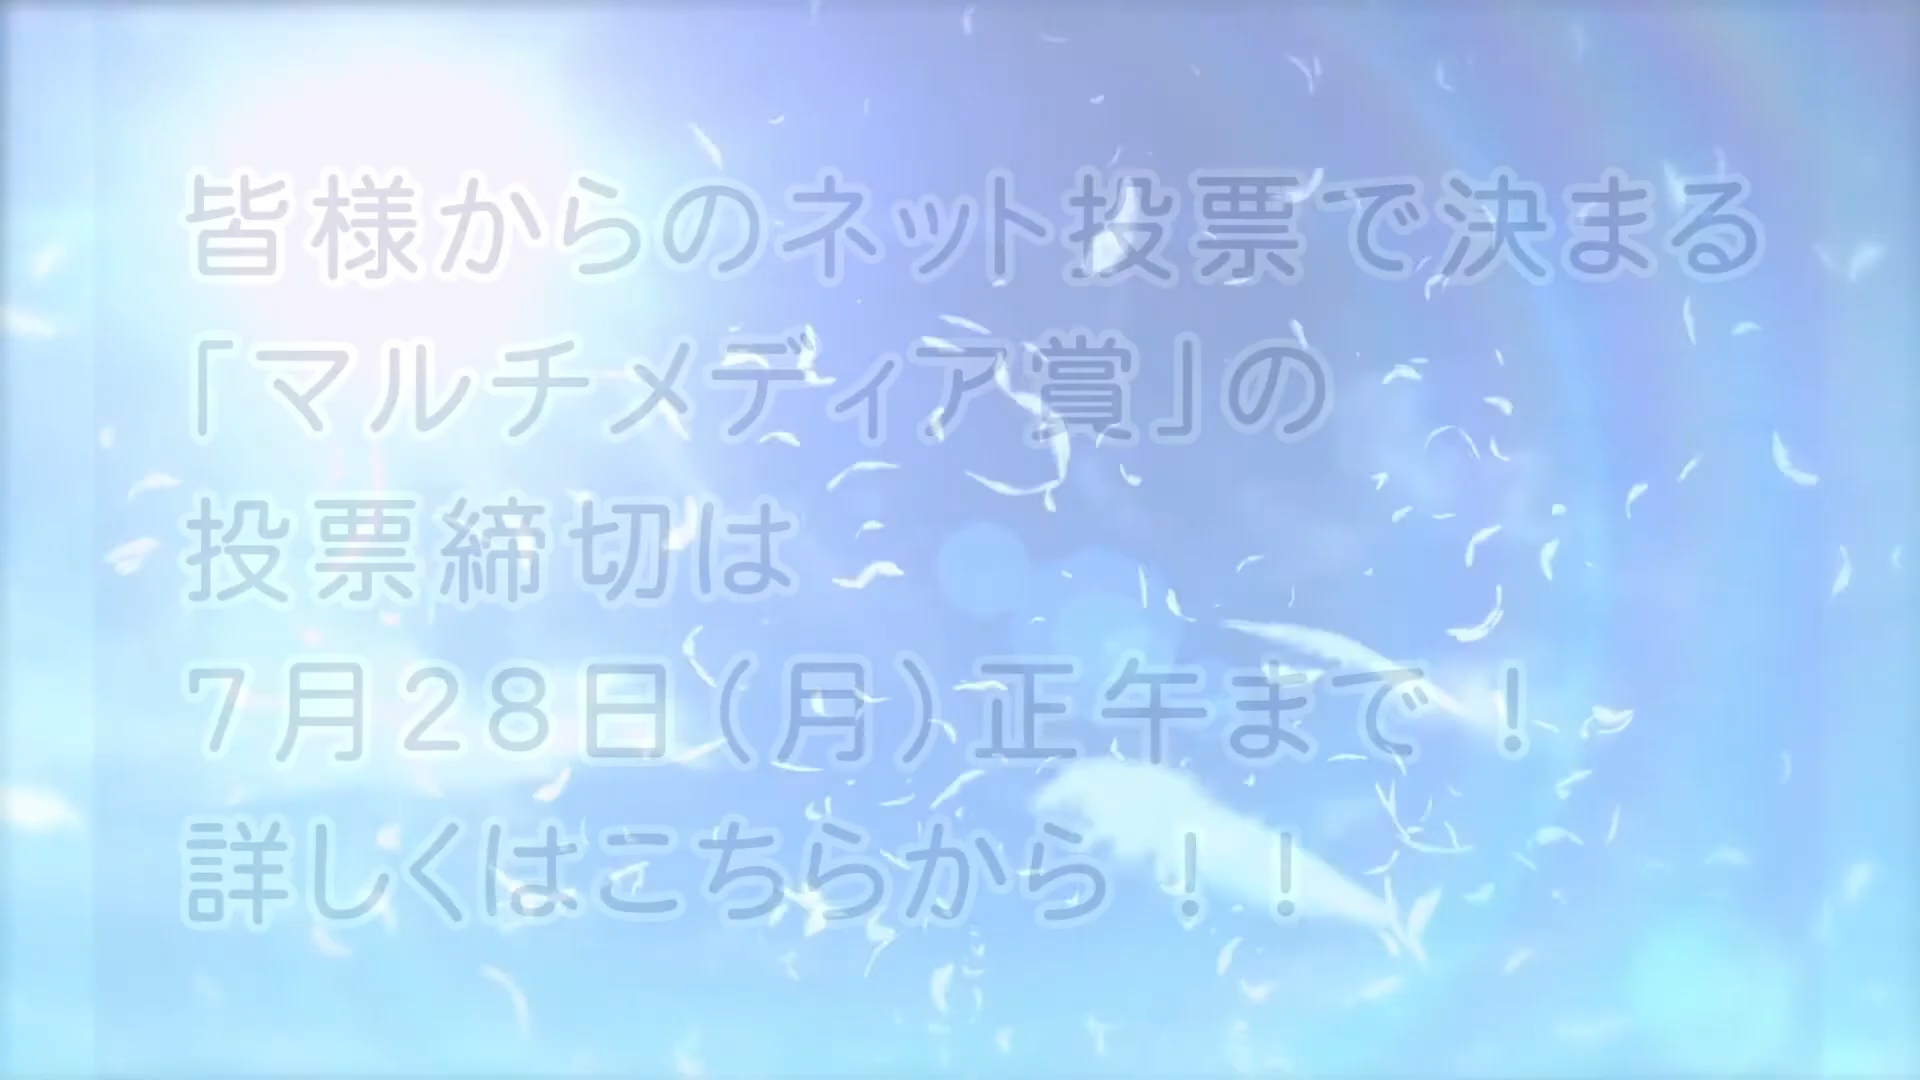 皆様からのネット投票で決まる
「マルチメディア賞」の
投票締切は
7月28日(月)正午まで！
詳しくはこちらから！！